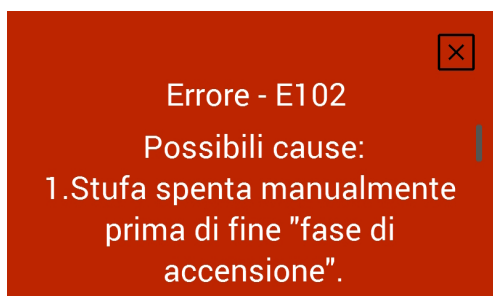 Errore - E102
Possibili cause:
1.Stufa spenta manualmente
prima di fine "fase di
accensione".